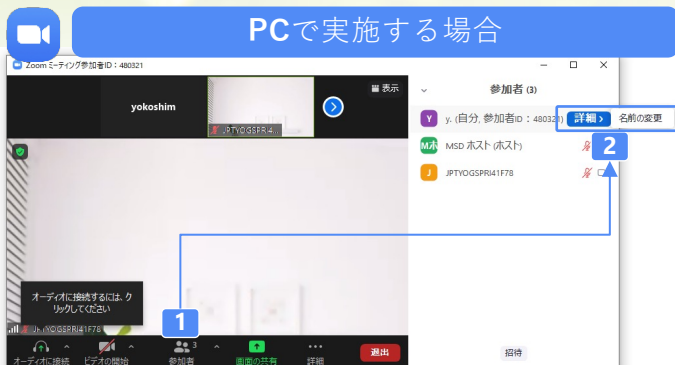 PCで実施する場合
Zoom ミーティング参加者ID：480321
表示
yokoshim
JPTYOGSPRI4...
参加者 (3)
Y
y. (自分, 参加者ID：480321)
詳細 >
名前の変更
M木
MSD ホスト (ホスト)
2
J
JPTYOGSPRI41F78
オーディオに接続するには、ク
リックしてください
JPTYOGSPRI41F78
1
3
オーディオに接続
ビデオの開始
参加者
画面の共有
詳細
退出
招待